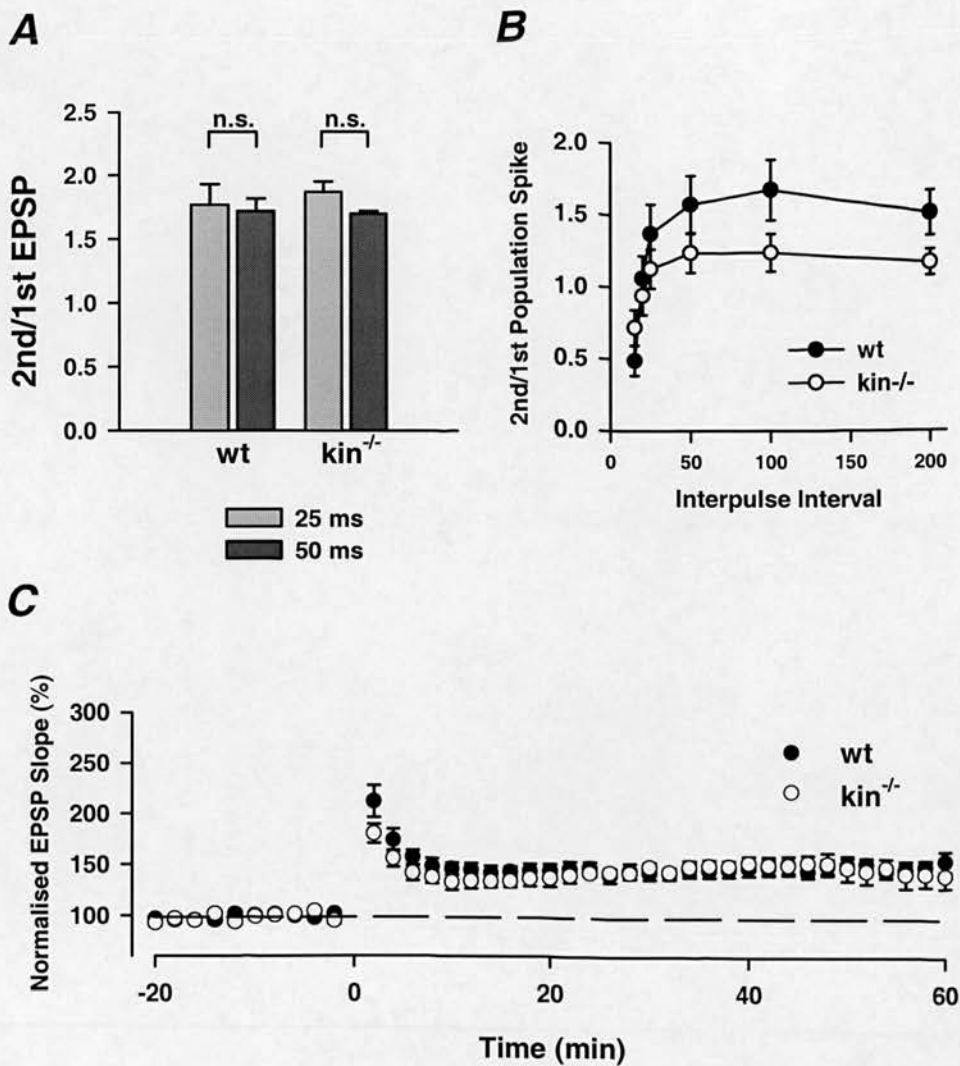 A
2nd/1st EPSP
2.5
2.0
1.5
1.0
0.5
0.0
n.s.
n.s.
wt
kin-/-
25 ms
50 ms
B
2nd/1st Population Spike
2.0
1.5
1.0
0.5
0.0
wt
kin-/-
0
50
100
150
200
Interpulse Interval
C
Normalised EPSP Slope (%)
300
250
200
150
100
wt
kin-/-
-20
0
20
40
60
Time (min)